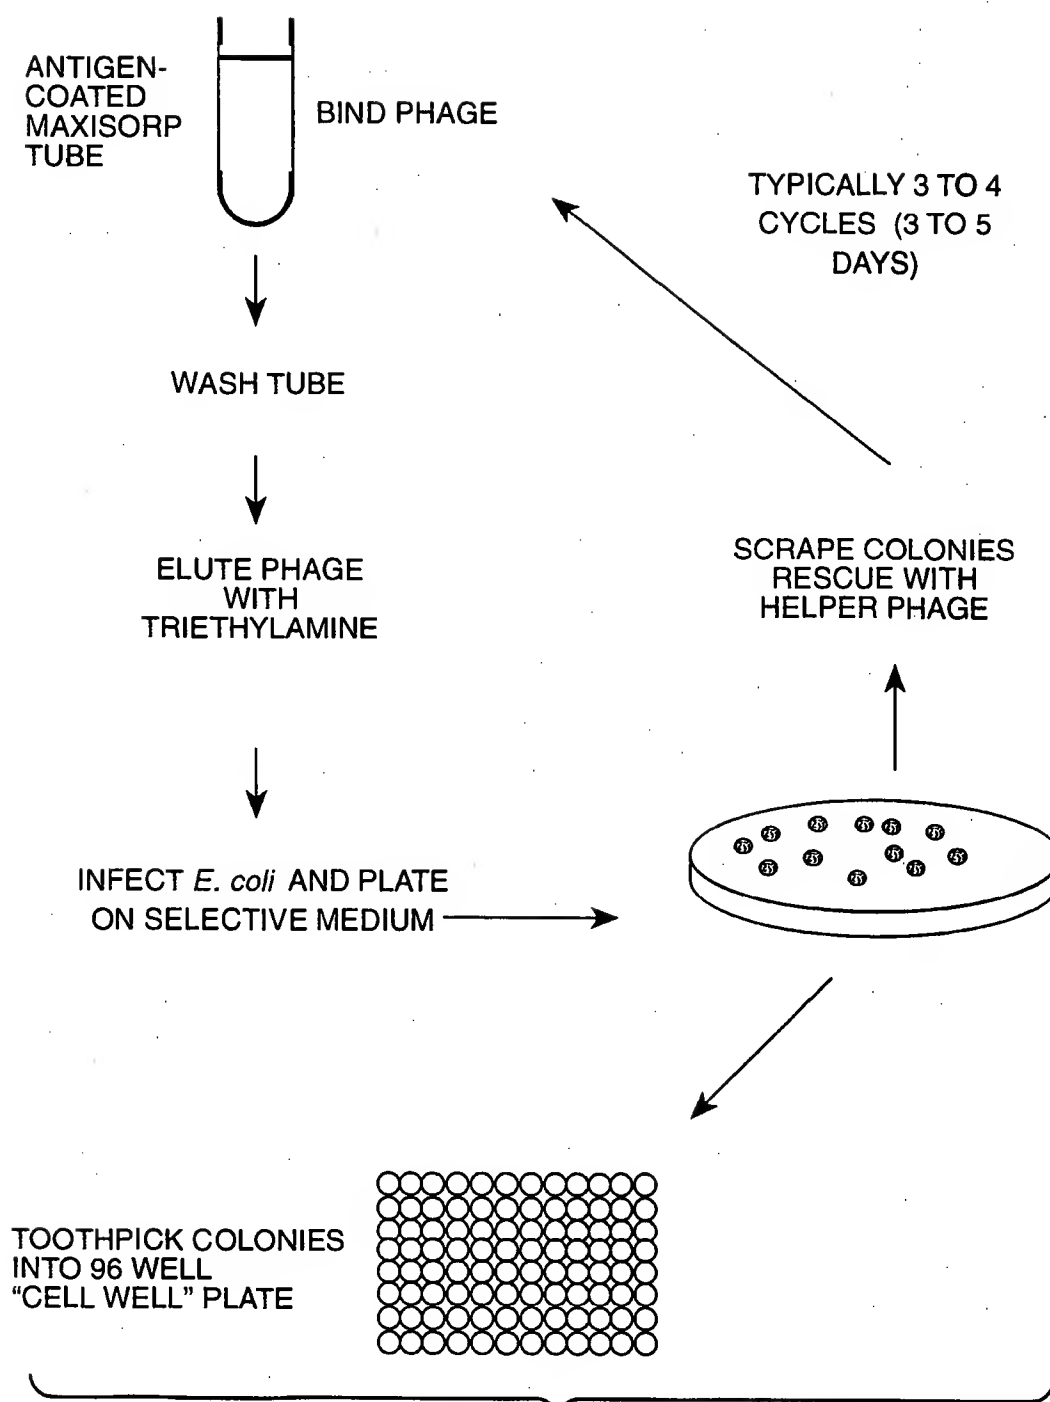 ANTIGEN-
COATED
MAXISORP
TUBE
BIND PHAGE
TYPICALLY 3 TO 4
CYCLES (3 TO 5
DAYS)
WASH TUBE
ELUTE PHAGE
WITH
TRIETHYLAMINE
SCRAPE COLONIES
RESCUE WITH
HELPER PHAGE
INFECT E. coli AND PLATE
ON SELECTIVE MEDIUM
TOOTHPICK COLONIES
INTO 96 WELL
“CELL WELL” PLATE